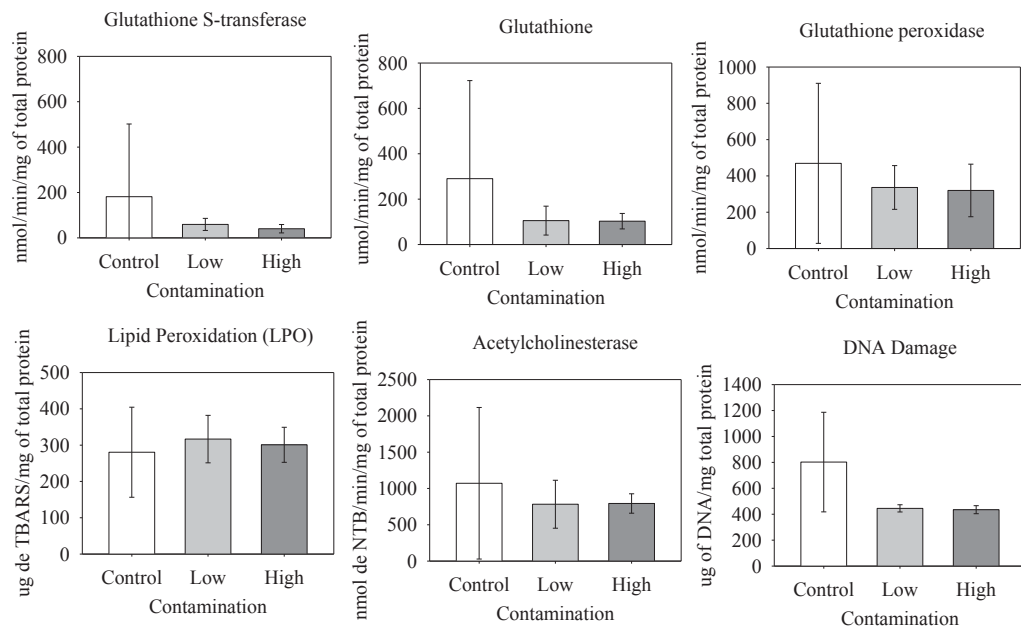 Glutathione S-transferase
nmol/min/mg of total protein
800
600
400
200
0
Control Low High
Contamination
Glutathione
umol/min/mg of total protein
800
600
400
200
0
Control Low High
Contamination
Glutathione peroxidase
nmol/min/mg of total protein
1000
800
600
400
200
0
Control Low High
Contamination
Lipid Peroxidation (LPO)
ug de TBARS/mg of total protein
500
400
300
200
100
0
Control Low High
Contamination
Acetylcholinesterase
nmol de NTB/min/mg of total protein
2500
2000
1500
1000
500
0
Control Low High
Contamination
DNA Damage
ug of DNA/mg total protein
1400
1200
1000
800
600
400
200
0
Control Low High
Contamination